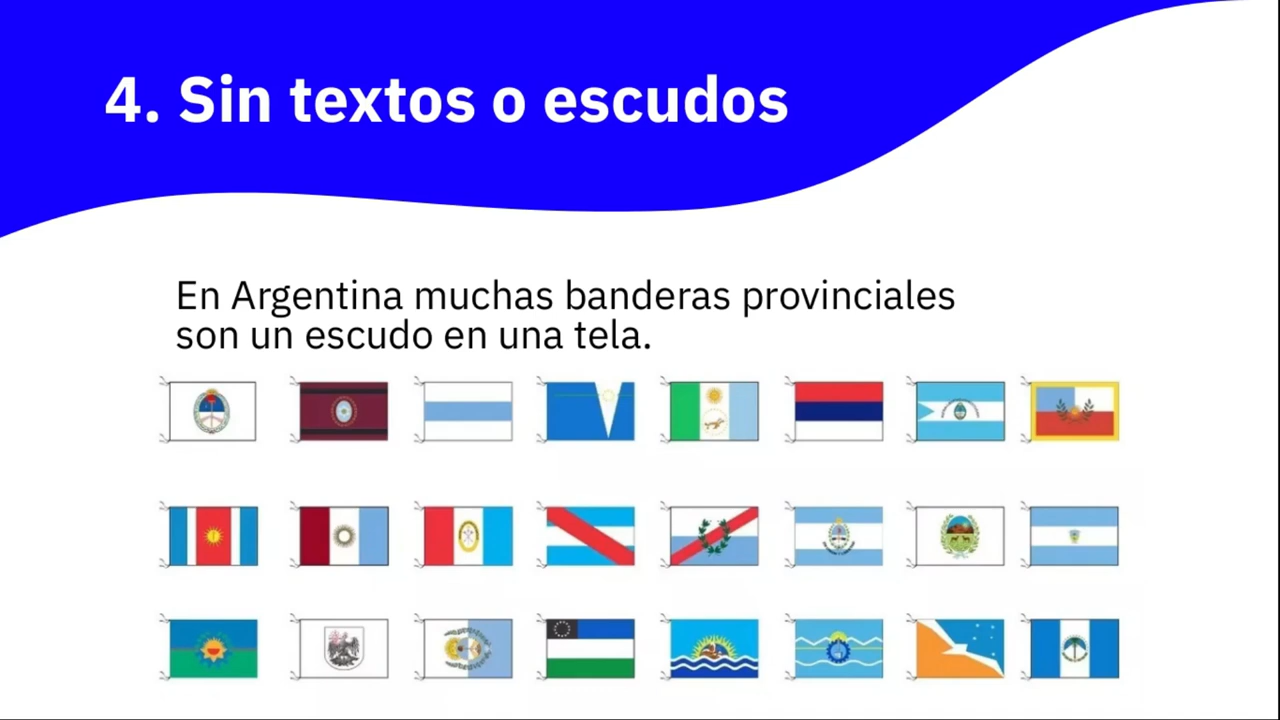 4. Sin textos o escudos
En Argentina muchas banderas provinciales
son un escudo en una tela.